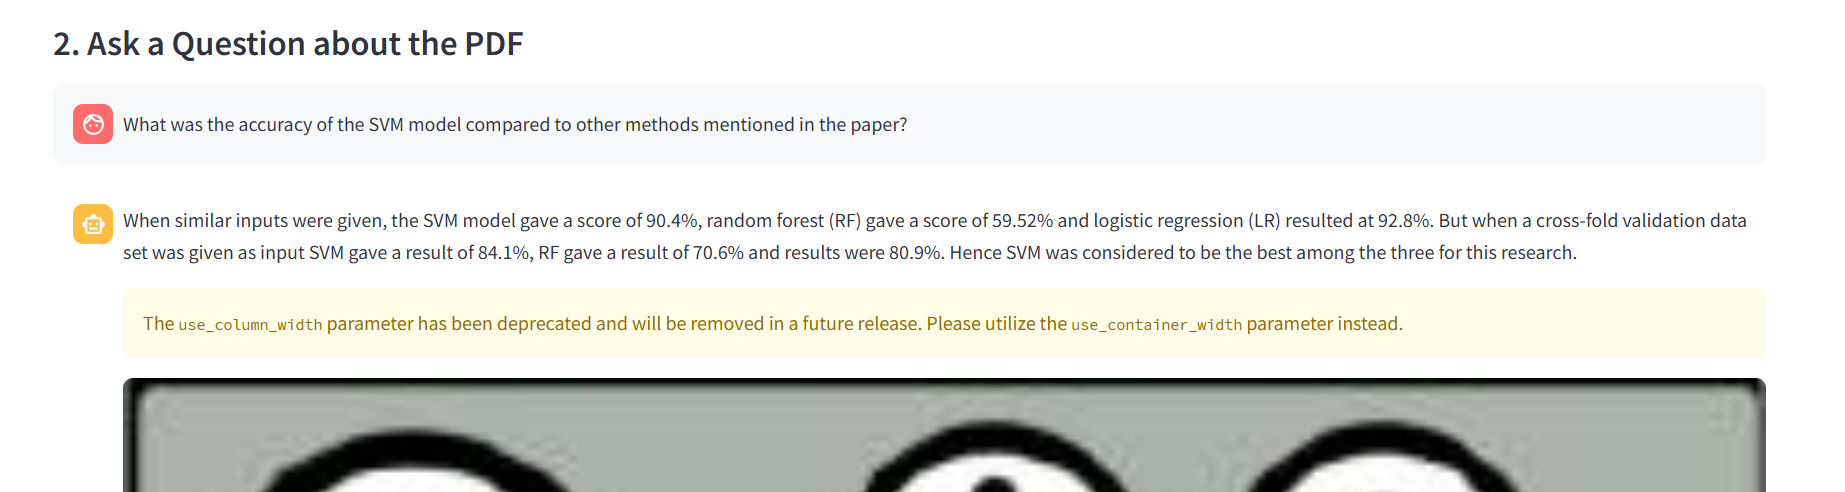 2. Ask a Question about the PDF
What was the accuracy of the SVM model compared to other methods mentioned in the paper?
When similar inputs were given, the SVM model gave a score of 90.4%, random forest (RF) gave a score of 59.52% and logistic regression (LR) resulted at 92.8%. But when a cross-fold validation data
set was given as input SVM gave a result of 84.1%, RF gave a result of 70.6% and results were 80.9%. Hence SVM was considered to be the best among the three for this research.
The use_column_width parameter has been deprecated and will be removed in a future release. Please utilize the use_container_width parameter instead.